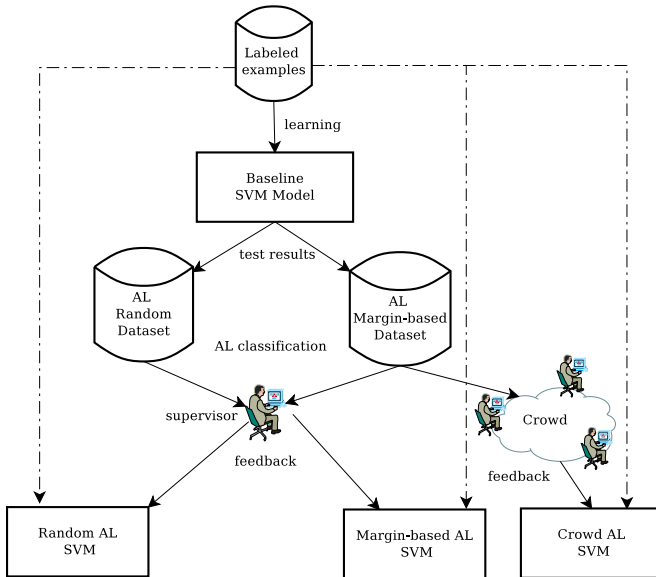 Labeled
examples
learning
Baseline
SVM Model
test results
AL
Random
Dataset
AL
Margin-based
Dataset
AL classification
supervisor
Crowd
feedback
feedback
Random AL
SVM
Margin-based AL
SVM
Crowd AL
SVM